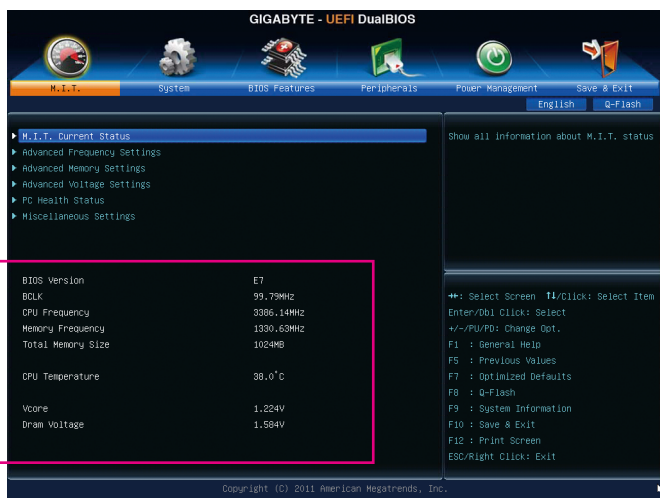 GIGABYTE - UEFI DualBIOS
M.I.T.
System
BIOS Features
Peripherals
Power Management
Save & Exit
English
Q-Flash
M.I.T. Current Status
Advanced Frequency Settings
Advanced Memory Settings
Advanced Voltage Settings
PC Health Status
Miscellaneous Settings
Show all information about M.I.T. status
BIOS Version E7
BCLK 99.79MHz
CPU Frequency 3386.14MHz
Memory Frequency 1330.63MHz
Total Memory Size 1024MB
CPU Temperature 38.0°C
Vcore 1.224V
Dram Voltage 1.584V
→←: Select Screen ↑↓/Click: Select Item
Enter/Dbl Click: Select
+/-/PU/PD: Change Opt.
F1 : General Help
F5 : Previous Values
F7 : Optimized Defaults
F8 : Q-Flash
F9 : System Information
F10 : Save & Exit
F12 : Print Screen
ESC/Right Click: Exit
Copyright (C) 2011 American Megatrends, Inc.